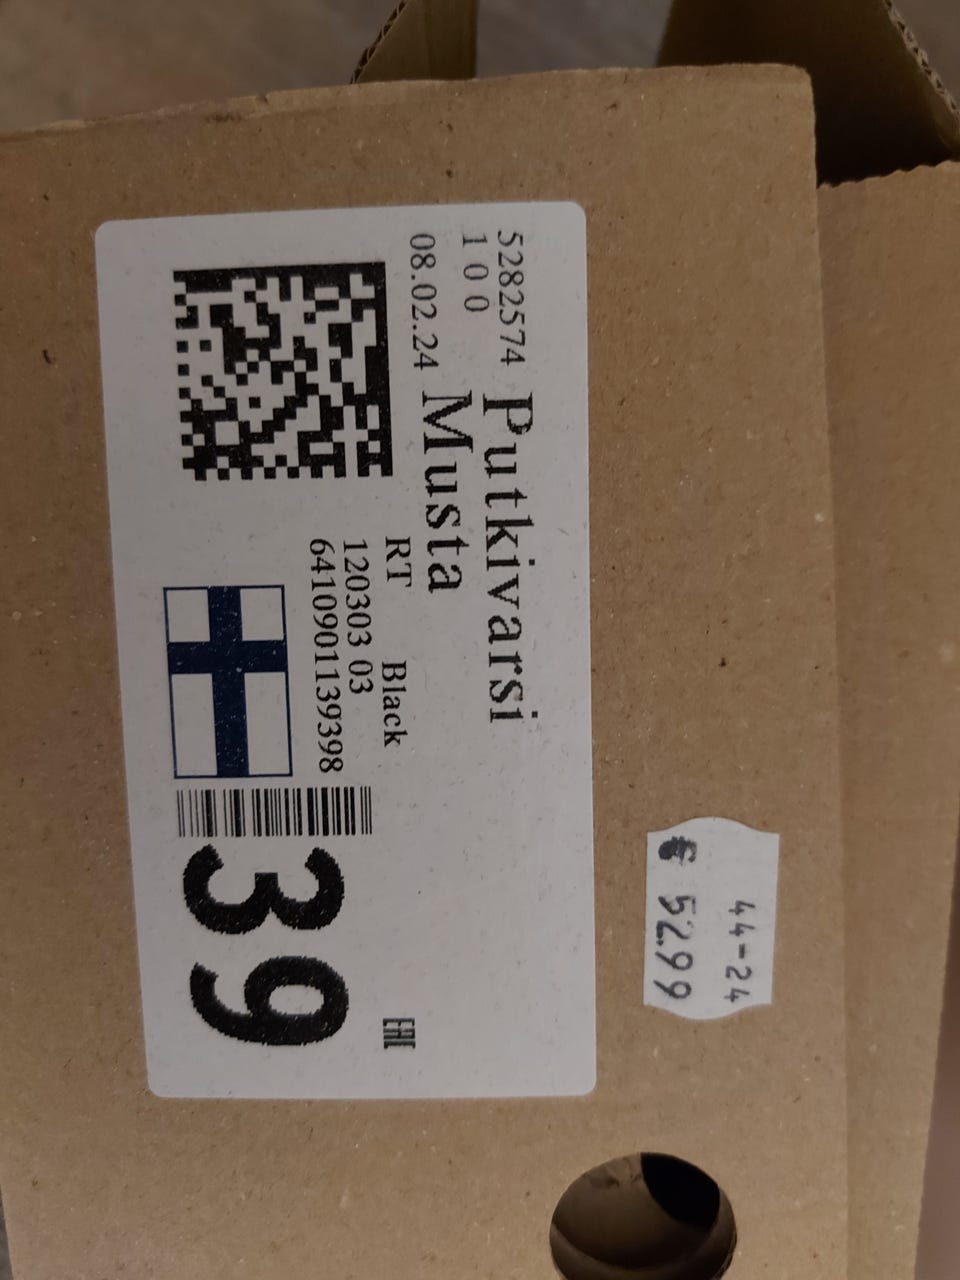 5282574 Putkivarsi
1 0 0
08.02.24 Musta
RT Black
120303 03
6410901139398
39
EAC
44-24
€ 52.99